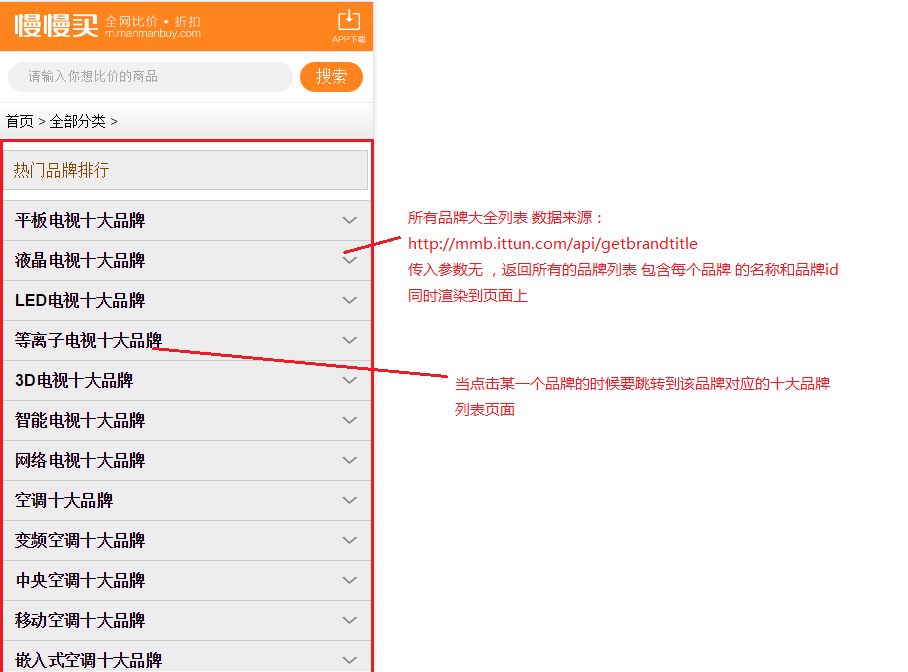 慢慢买 全网比价 • 折扣
m.manmanbuy.com
APP下载
请输入你想比价的商品
搜索
首页 > 全部分类 >
热门品牌排行
平板电视十大品牌
液晶电视十大品牌
LED电视十大品牌
等离子电视十大品牌
3D电视十大品牌
智能电视十大品牌
网络电视十大品牌
空调十大品牌
变频空调十大品牌
中央空调十大品牌
移动空调十大品牌
嵌入式空调十大品牌
所有品牌大全列表 数据来源：
http://mmb.ittun.com/api/getbrandtitle
传入参数无 ，返回所有的品牌列表 包含每个品牌 的名称和品牌id
同时渲染到页面上
当点击某一个品牌的时候要跳转到该品牌对应的十大品牌
列表页面